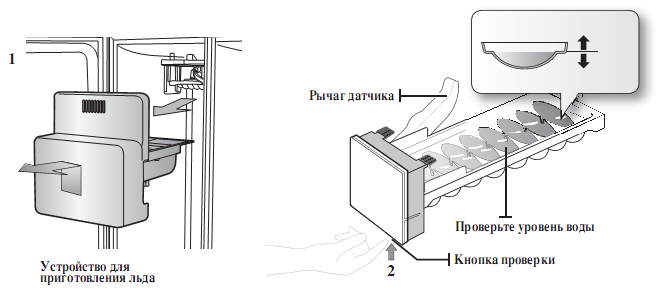 1
Рычаг датчика
Проверьте уровень воды
Кнопка проверки
2
Устройство для
приготовления льда